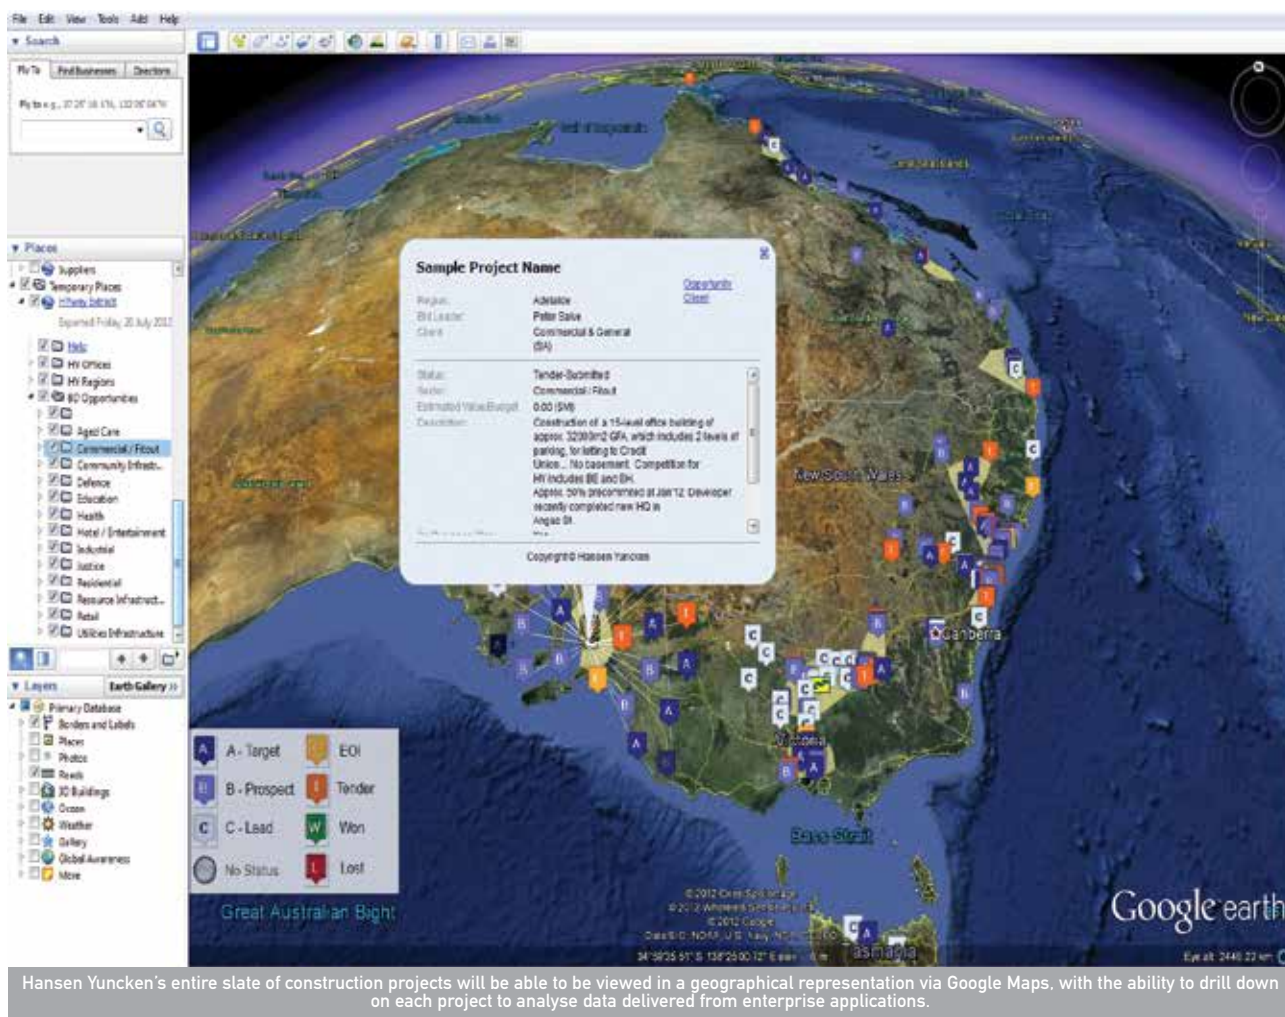 File Edit View Tools Add Help
Search
Fly To Find Businesses Directions
Fly to e.g.,
Places
Suppliers
Temporary Places
Exported Friday, 20 July 2012
Help
HY Offices
HY Regions
BD Opportunities
Aged Care
Commercial / Fitout
Community Infrastr...
Defence
Education
Health
Hotel / Entertainment
Industrial
Justice
Residential
Resource Infrastruct...
Retail
Utilities Infrastructure
Layers
Earth Gallery »
Primary Database
Borders and Labels
Places
Photos
Roads
3D Buildings
Ocean
Weather
Gallery
Global Awareness
More
Sample Project Name
Opportunity
Client
Region: Adelaide
Bid Leader: Peter Salve
Client: Commercial & General
(SA)
Status: Tender-Submitted
Sector: Commercial / Fitout
Estimated Value/Budget: 0.00 ($M)
Description: Construction of a 15-level office building of
approx. 32000m2 GFA, which includes 2 levels of
parking, for letting to Credit
Union... No basement. Competition for
HY includes BE and BH.
Approx. 50% precommitted at Jan'12. Developer
recently completed new HQ in
Angas St.
Copyright© Hansen Yuncken
New South Wales
Canberra
Victoria
Bass Strait
Tasmania
Great Australian Bight
A - Target
B - Prospect
C - Lead
No Status
EOI
Tender
W Won
L Lost
© 2012 Google
Google earth
Hansen Yuncken's entire slate of construction projects will be able to be viewed in a geographical representation via Google Maps, with the ability to drill down
on each project to analyse data delivered from enterprise applications.